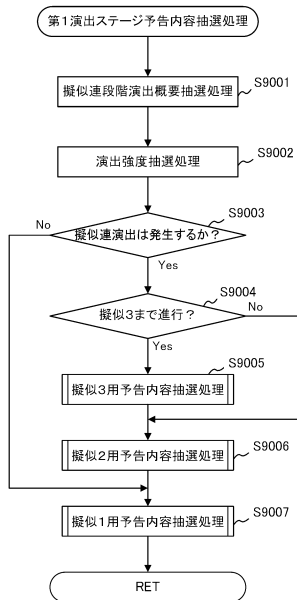 第1演出ステージ予告内容抽選処理
S9001
擬似連段階演出概要抽選処理
S9002
演出強度抽選処理
S9003
No
擬似連演出は発生するか？
Yes
S9004
No
擬似3まで進行？
Yes
S9005
擬似3用予告内容抽選処理
S9006
擬似2用予告内容抽選処理
S9007
擬似1用予告内容抽選処理
RET